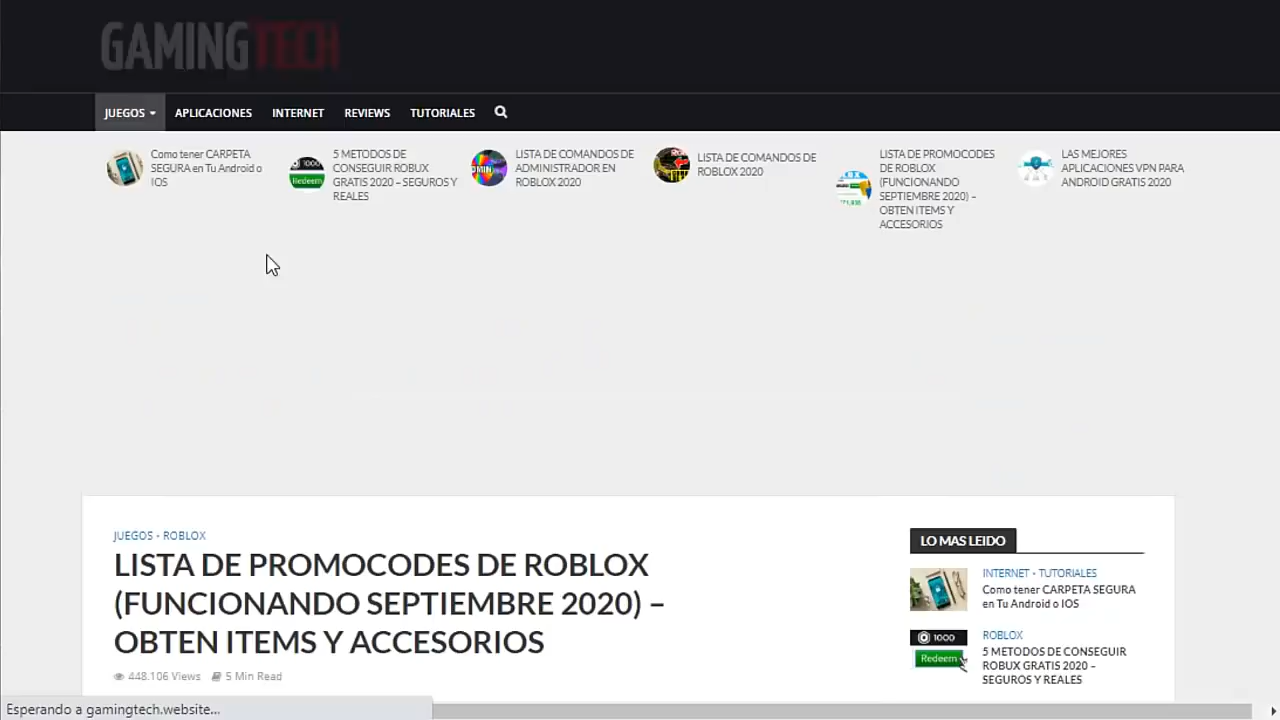 GAMINGTECH
JUEGOS
APLICACIONES
INTERNET
REVIEWS
TUTORIALES
Como tener CARPETA
SEGURA en Tu Android o
IOS
1000
Redeem
5 METODOS DE
CONSEGUIR ROBUX
GRATIS 2020 – SEGUROS Y
REALES
LISTA DE COMANDOS DE
ADMINISTRADOR EN
ROBLOX 2020
LISTA DE COMANDOS DE
ROBLOX 2020
LISTA DE PROMOCODES
DE ROBLOX
(FUNCIONANDO
SEPTIEMBRE 2020) –
OBTEN ITEMS Y
ACCESORIOS
LAS MEJORES
APLICACIONES VPN PARA
ANDROID GRATIS 2020
JUEGOS • ROBLOX
LISTA DE PROMOCODES DE ROBLOX
(FUNCIONANDO SEPTIEMBRE 2020) –
OBTEN ITEMS Y ACCESORIOS
448.106 Views
5 Min Read
LO MAS LEIDO
INTERNET • TUTORIALES
Como tener CARPETA SEGURA
en Tu Android o IOS
1000
Redeem
ROBLOX
5 METODOS DE CONSEGUIR
ROBUX GRATIS 2020 –
SEGUROS Y REALES
Esperando a gamingtech.website...